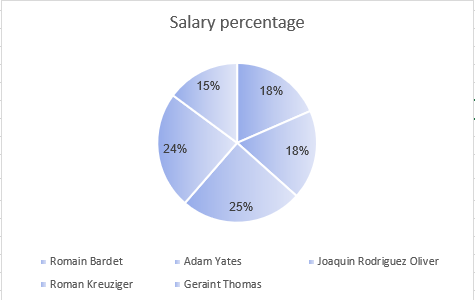 Salary percentage
15%
18%
24%
18%
25%
Romain Bardet Adam Yates Joaquin Rodriguez Oliver
Roman Kreuziger Geraint Thomas